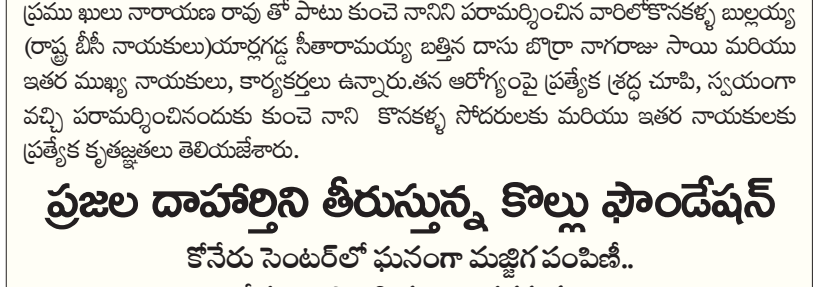 ప్రము ఖులు నారాయణ రావు తో పాటు కుంచె నానిని పరామర్శించిన వారిలోకొనకళ్ళ బుల్లయ్య
(రాష్ట్ర బీసీ నాయకులు)యార్లగడ్డ సీతారామయ్య బత్తిన దాసు బొర్రా నాగరాజు సాయి మరియు
ఇతర ముఖ్య నాయకులు, కార్యకర్తలు ఉన్నారు.తన ఆరోగ్యంపై ప్రత్యేక శ్రద్ధ చూపి, స్వయంగా
వచ్చి పరామర్శించినందుకు కుంచె నాని కొనకళ్ళ సోదరులకు మరియు ఇతర నాయకులకు
ప్రత్యేక కృతజ్ఞతలు తెలియజేశారు.
ప్రజల దాహార్తిని తీరుస్తున్న కొల్లు ఫౌండేషన్
కోనేరు సెంటర్‌లో ఘనంగా మజ్జిగ పంపిణీ..